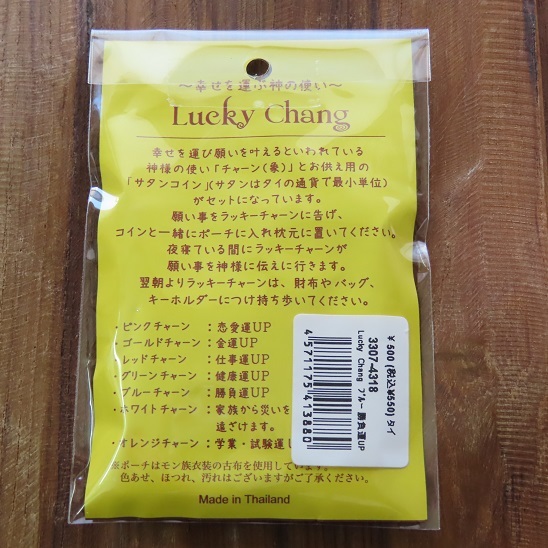 ～幸せを運ぶ神の使い～
Lucky Chang
幸せを運び願いを叶えるといわれている
神様の使い「チャーン(象)」とお供え用の
「サタンコイン」(サタンはタイの通貨で最小単位)
がセットになっています。
願い事をラッキーチャーンに告げ、
コインと一緒にポーチに入れ枕元に置いてください。
夜寝ている間にラッキーチャーンが
願い事を神様に伝えに行きます。
翌朝よりラッキーチャーンは、財布やバッグ、
キーホルダーにつけ持ち歩いてください。
・ピンクチャーン：恋愛運UP
・ゴールドチャーン：金運UP
・レッドチャーン：仕事運UP
・グリーンチャーン：健康運UP
・ブルーチャーン：勝負運UP
・ホワイトチャーン：家族から災いを
遠ざけます。
・オレンジチャーン：学業・試験運
※ポーチはモン族衣装の古布を使用しています。
色あせ、ほつれ、汚れはございますがご了承ください。
Made in Thailand
￥500(税込¥550)タイ
3307-4318
Lucky Chang ブルー勝負運UP
4571175413880